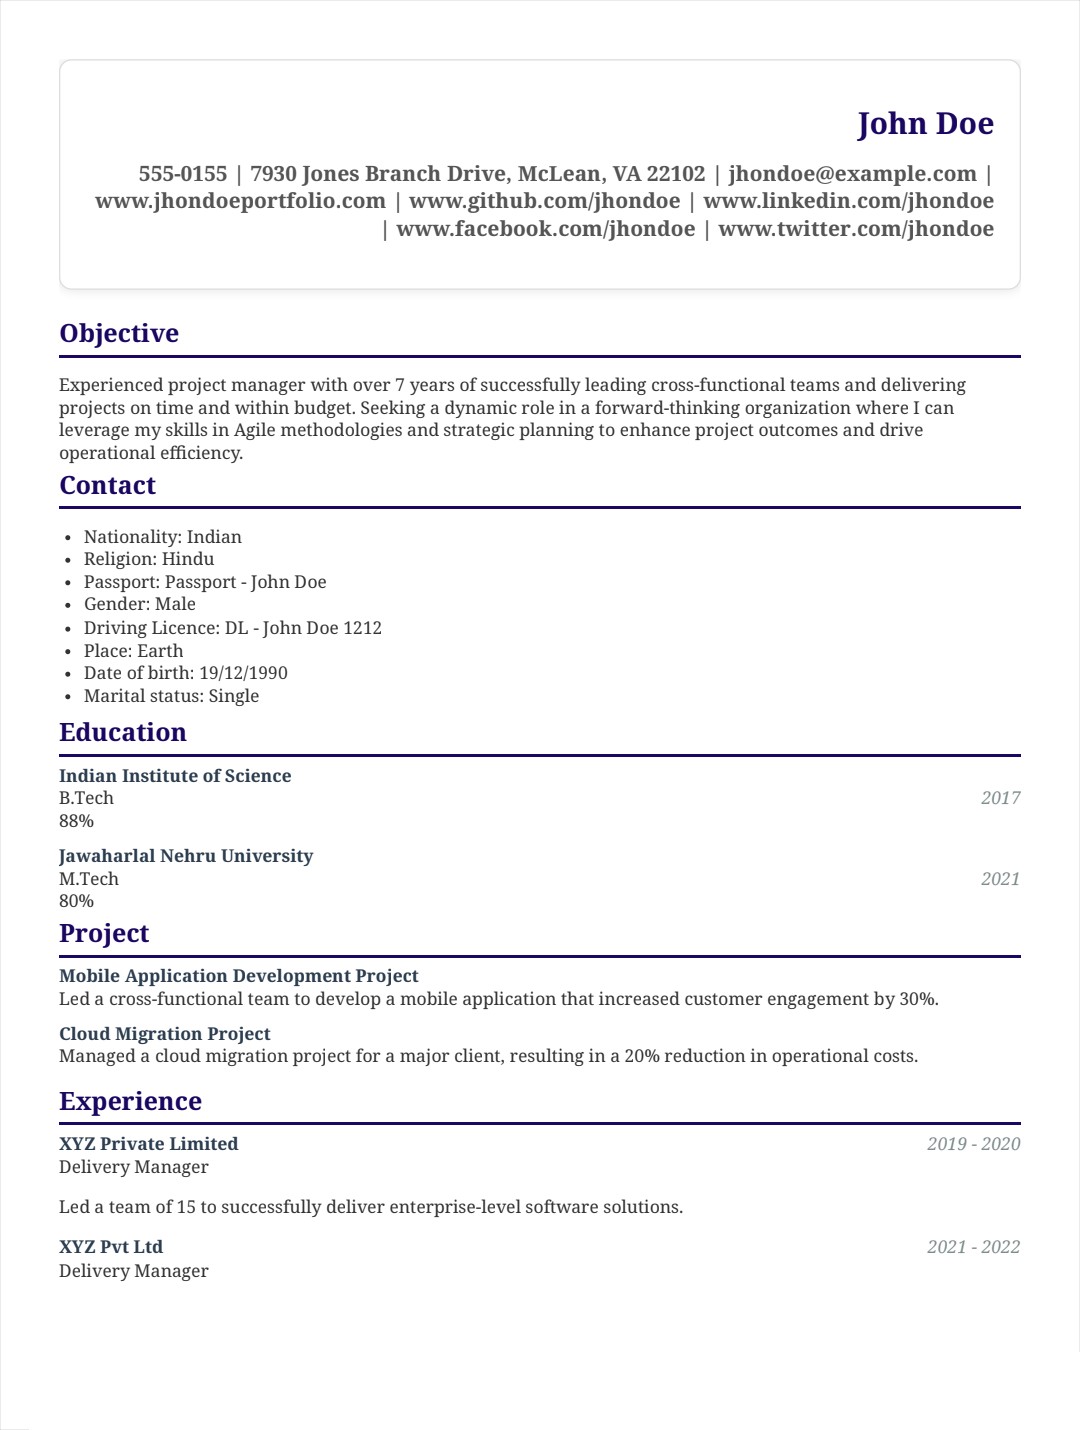 John Doe
555-0155 | 7930 Jones Branch Drive, McLean, VA 22102 | jhondoe@example.com |
www.jhondoeportfolio.com | www.github.com/jhondoe | www.linkedin.com/jhondoe
| www.facebook.com/jhondoe | www.twitter.com/jhondoe
Objective
Experienced project manager with over 7 years of successfully leading cross-functional teams and delivering
projects on time and within budget. Seeking a dynamic role in a forward-thinking organization where I can
leverage my skills in Agile methodologies and strategic planning to enhance project outcomes and drive
operational efficiency.
Contact
• Nationality: Indian
• Religion: Hindu
• Passport: Passport - John Doe
• Gender: Male
• Driving Licence: DL - John Doe 1212
• Place: Earth
• Date of birth: 19/12/1990
• Marital status: Single
Education
Indian Institute of Science
B.Tech 2017
88%
Jawaharlal Nehru University
M.Tech 2021
80%
Project
Mobile Application Development Project
Led a cross-functional team to develop a mobile application that increased customer engagement by 30%.
Cloud Migration Project
Managed a cloud migration project for a major client, resulting in a 20% reduction in operational costs.
Experience
XYZ Private Limited 2019 - 2020
Delivery Manager
Led a team of 15 to successfully deliver enterprise-level software solutions.
XYZ Pvt Ltd 2021 - 2022
Delivery Manager